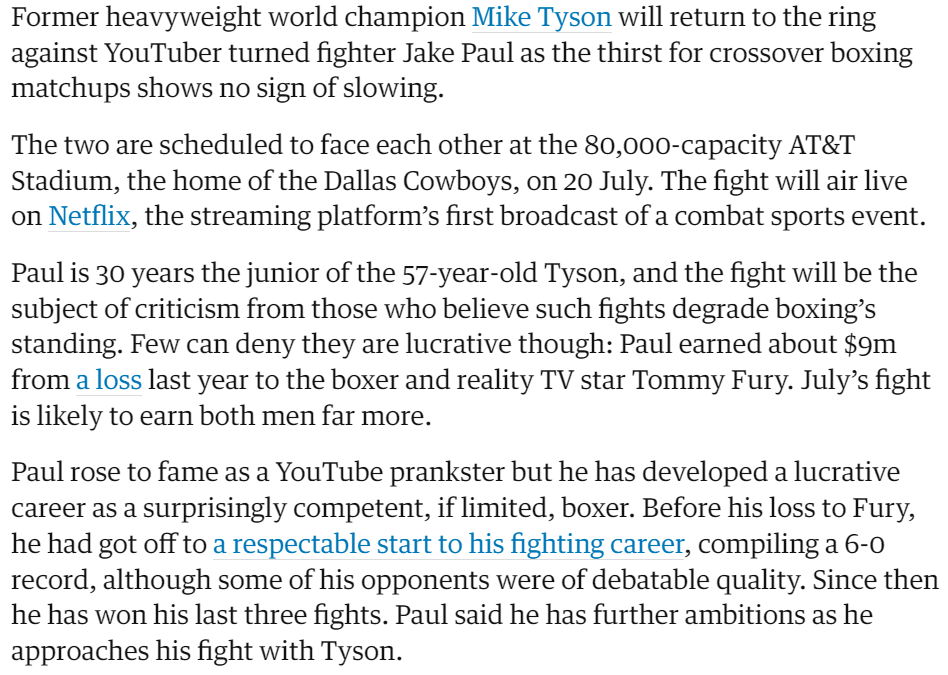 Former heavyweight world champion Mike Tyson will return to the ring
against YouTuber turned fighter Jake Paul as the thirst for crossover boxing
matchups shows no sign of slowing.
The two are scheduled to face each other at the 80,000-capacity AT&T
Stadium, the home of the Dallas Cowboys, on 20 July. The fight will air live
on Netflix, the streaming platform’s first broadcast of a combat sports event.
Paul is 30 years the junior of the 57-year-old Tyson, and the fight will be the
subject of criticism from those who believe such fights degrade boxing’s
standing. Few can deny they are lucrative though: Paul earned about $9m
from a loss last year to the boxer and reality TV star Tommy Fury. July’s fight
is likely to earn both men far more.
Paul rose to fame as a YouTube prankster but he has developed a lucrative
career as a surprisingly competent, if limited, boxer. Before his loss to Fury,
he had got off to a respectable start to his fighting career, compiling a 6-0
record, although some of his opponents were of debatable quality. Since then
he has won his last three fights. Paul said he has further ambitions as he
approaches his fight with Tyson.